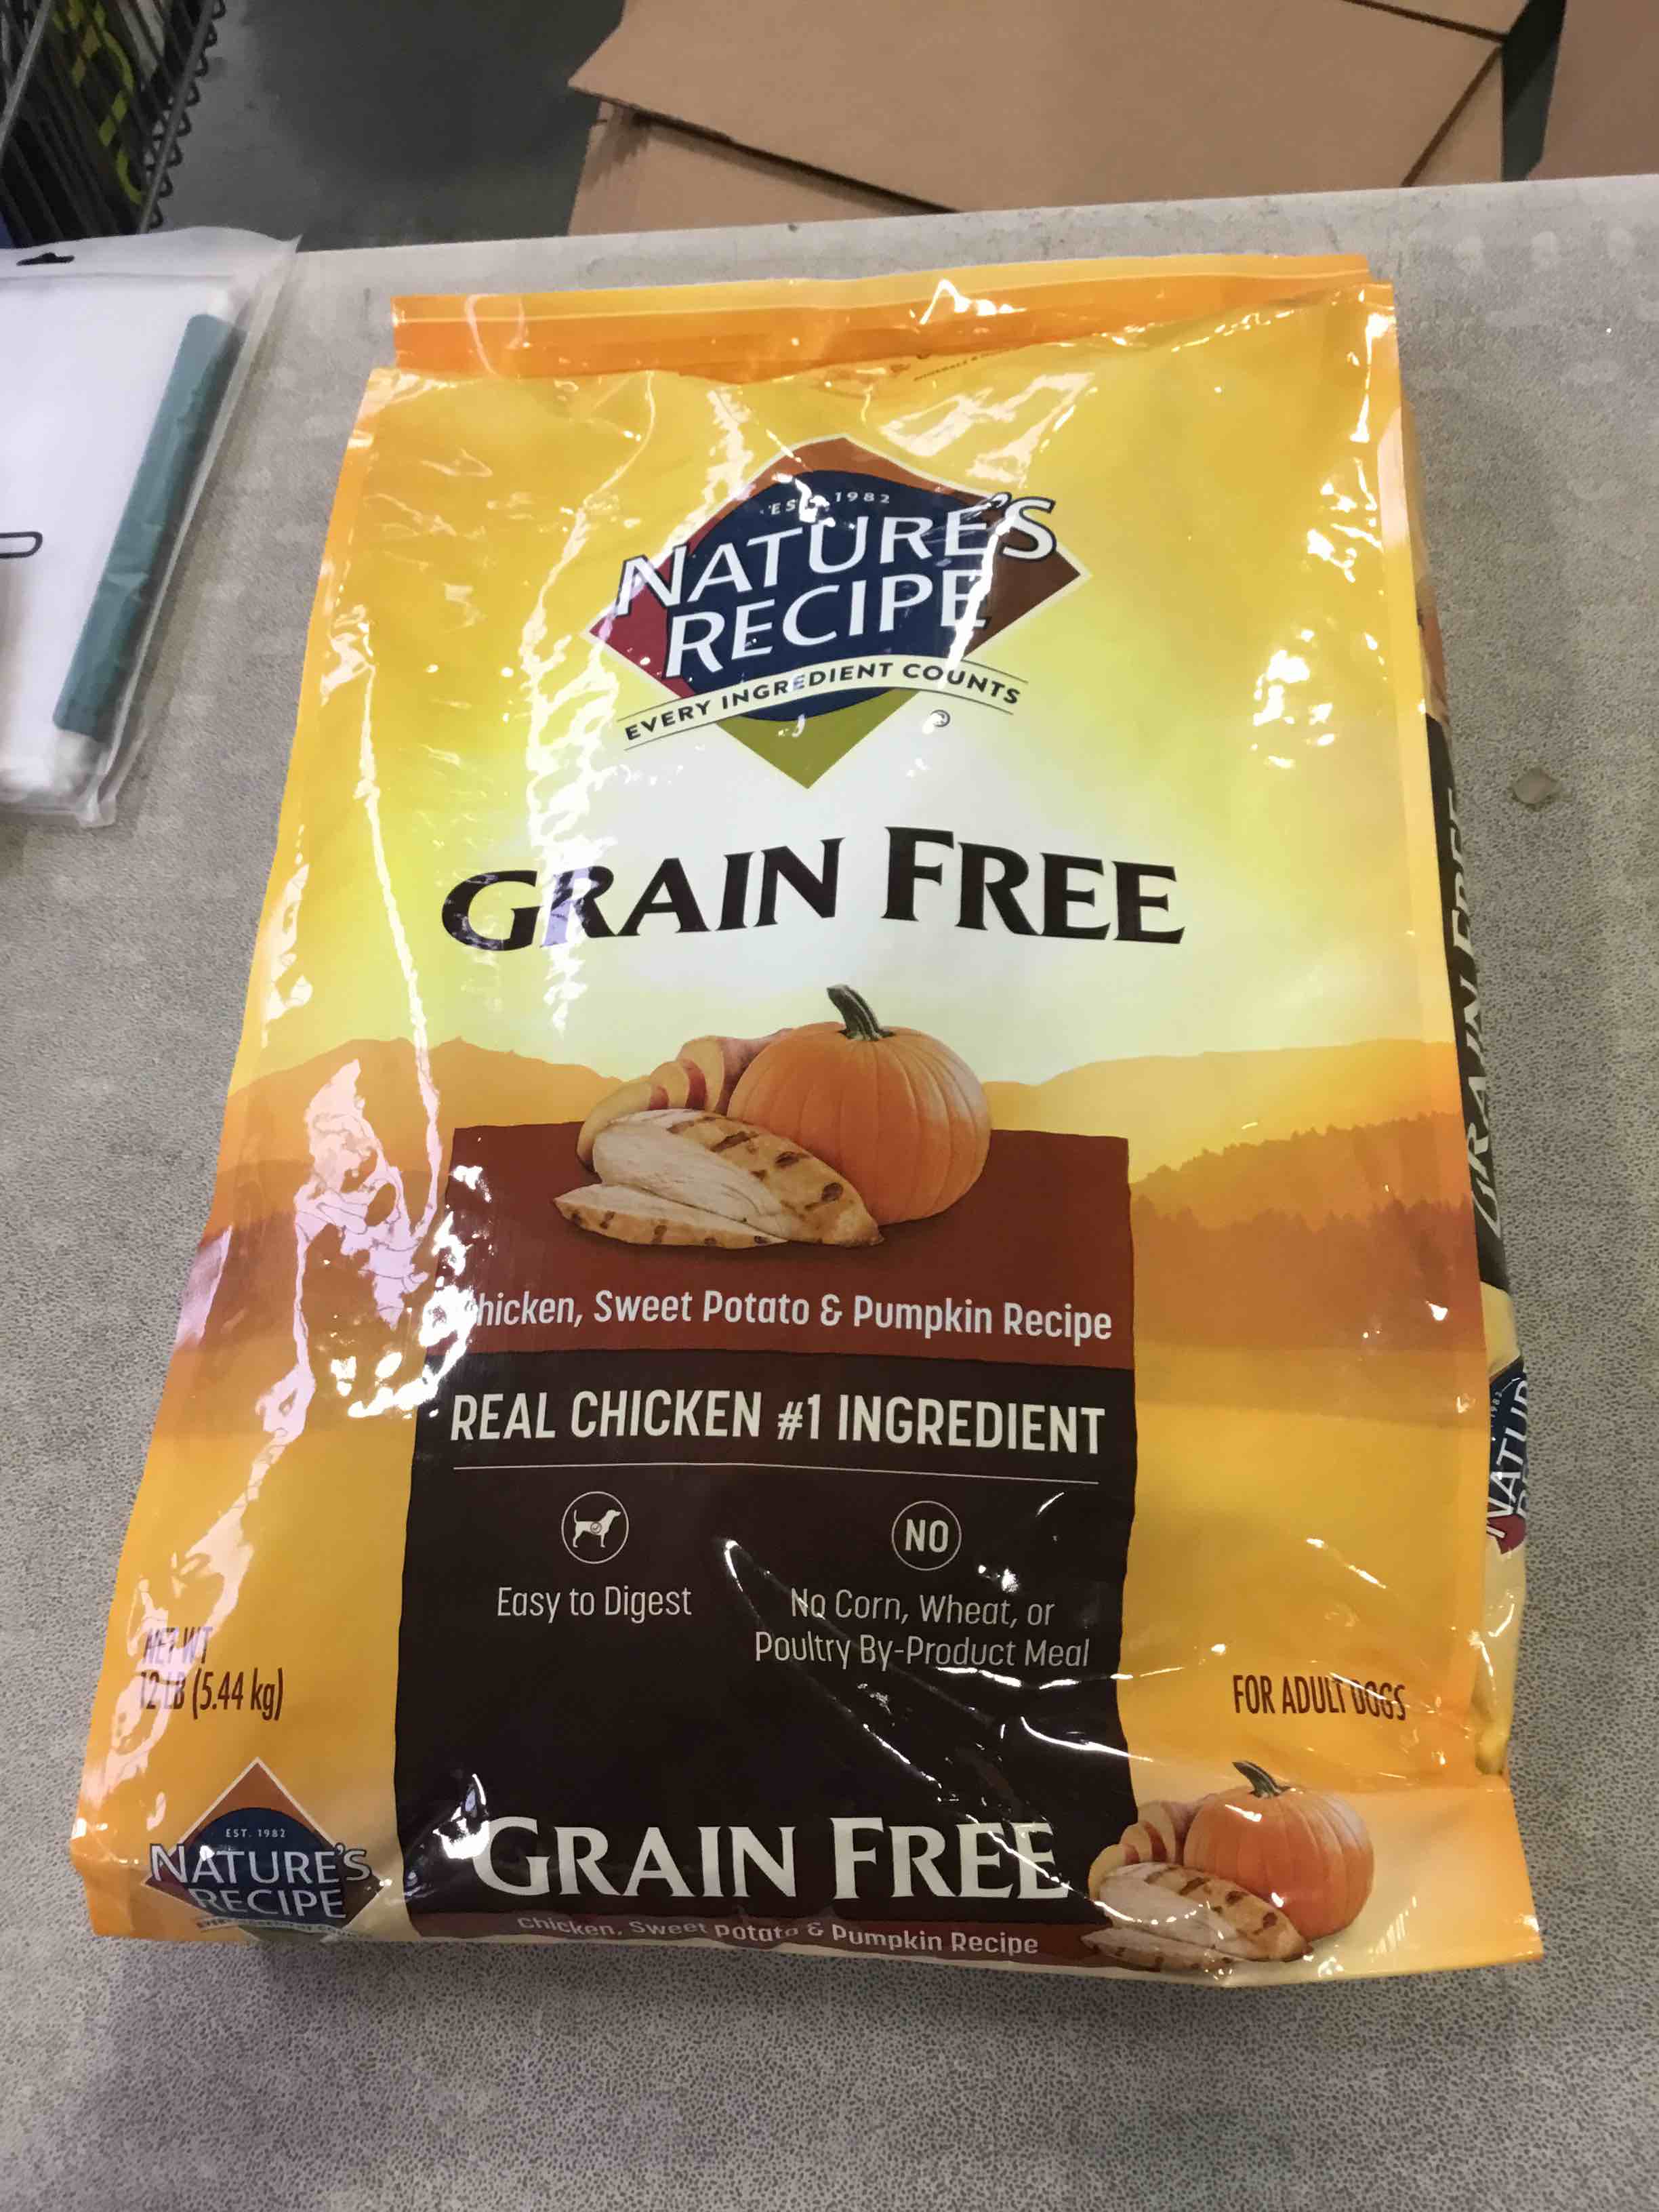 EST. 1982
NATURE'S
RECIPE
EVERY INGREDIENT COUNTS
GRAIN FREE
Chicken, Sweet Potato & Pumpkin Recipe
REAL CHICKEN #1 INGREDIENT
Easy to Digest
NO
No Corn, Wheat, or
Poultry By-Product Meal
NET WT
12 LB (5.44 kg)
FOR ADULT DOGS
EST. 1982
NATURE'S
RECIPE
GRAIN FREE
Chicken, Sweet Potato & Pumpkin Recipe
GRAIN FREE